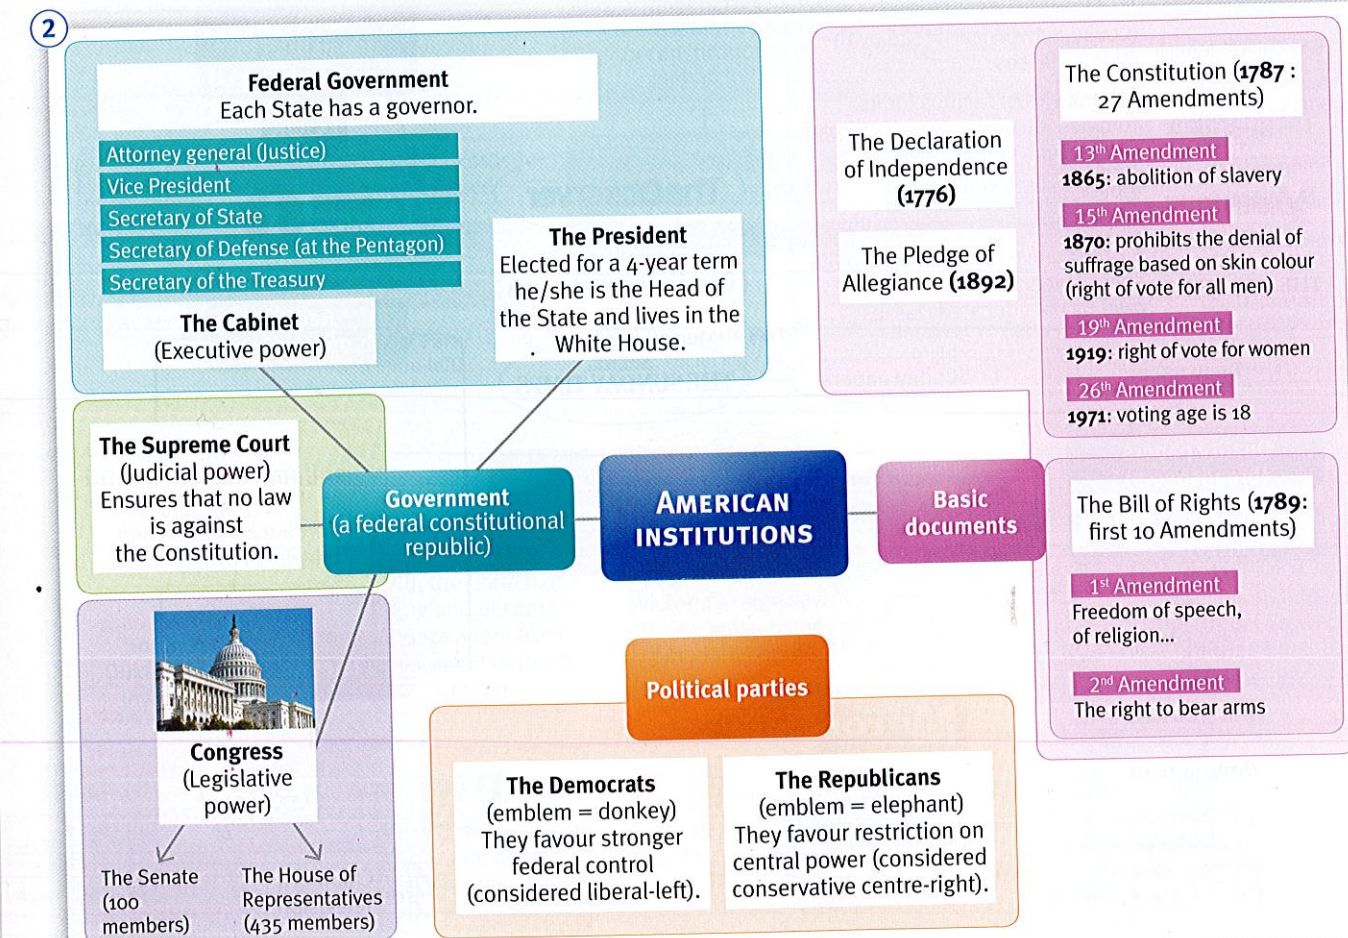 2
Federal Government
Each State has a governor.
Attorney general (Justice)
Vice President
Secretary of State
Secretary of Defense (at the Pentagon)
Secretary of the Treasury
The Cabinet
(Executive power)
The President
Elected for a 4-year term
he/she is the Head of
the State and lives in the
White House.
The Supreme Court
(Judicial power)
Ensures that no law
is against
the Constitution.
Government
(a federal constitutional
republic)
AMERICAN
INSTITUTIONS
Basic
documents
The Declaration
of Independence
(1776)
The Pledge of
Allegiance (1892)
The Constitution (1787 :
27 Amendments)
13th Amendment
1865: abolition of slavery
15th Amendment
1870: prohibits the denial of
suffrage based on skin colour
(right of vote for all men)
19th Amendment
1919: right of vote for women
26th Amendment
1971: voting age is 18
The Bill of Rights (1789:
first 10 Amendments)
1st Amendment
Freedom of speech,
of religion...
2nd Amendment
The right to bear arms
Congress
(Legislative
power)
The Senate
(100
members)
The House of
Representatives
(435 members)
Political parties
The Democrats
(emblem = donkey)
They favour stronger
federal control
(considered liberal-left).
The Republicans
(emblem = elephant)
They favour restriction on
central power (considered
conservative centre-right).